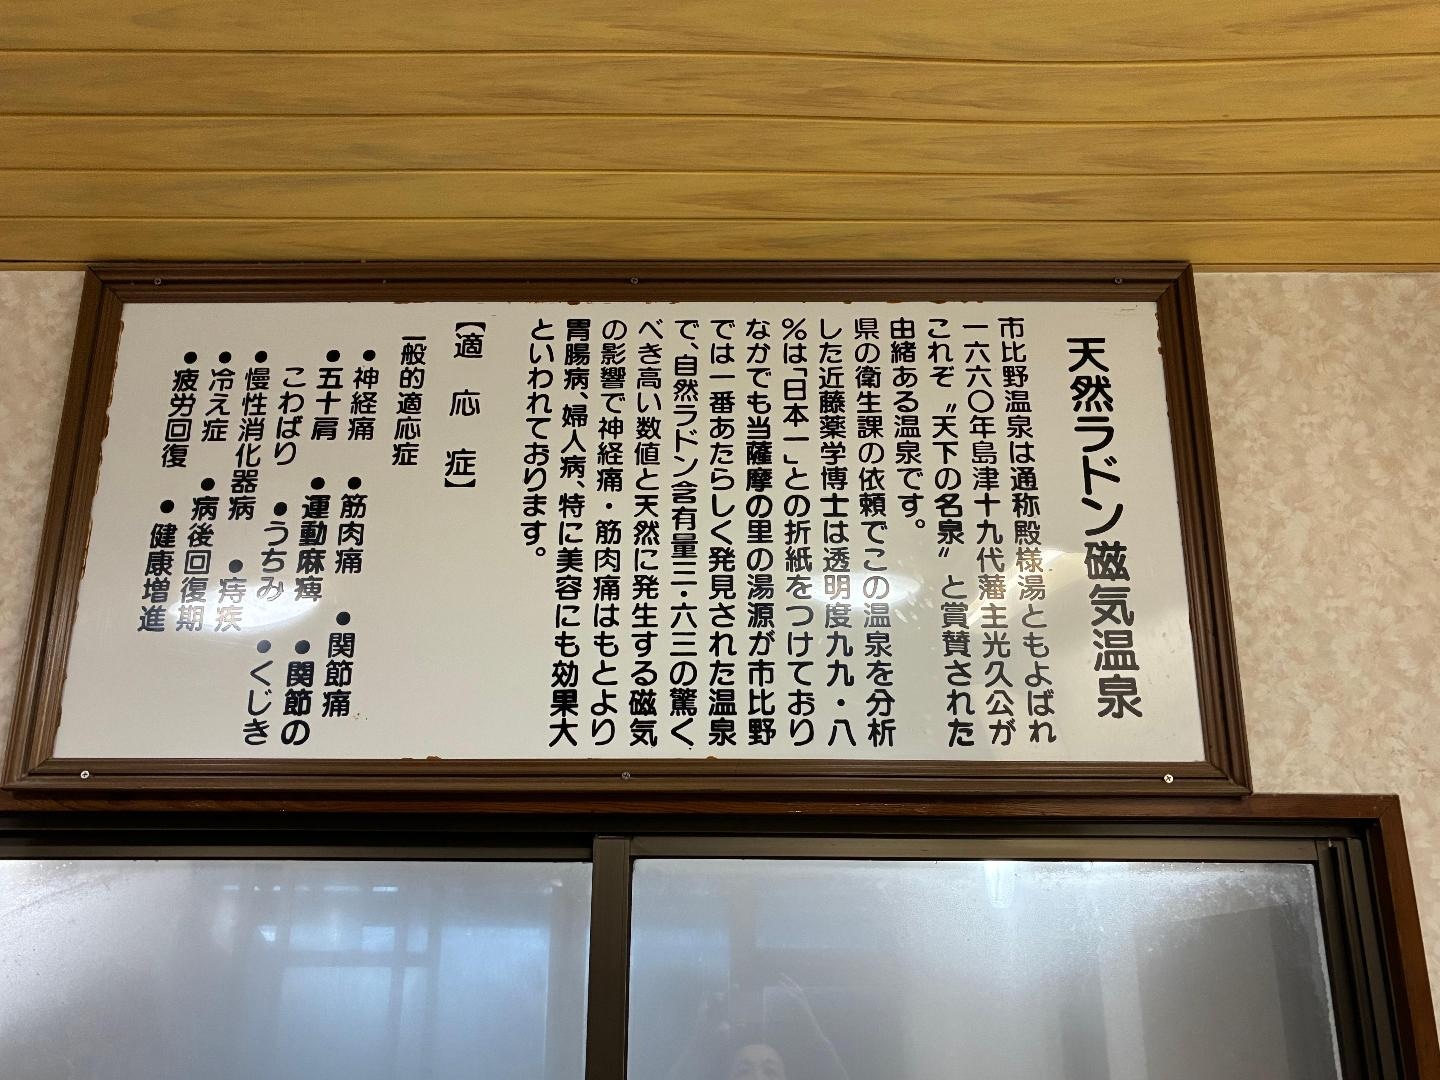 天然ラドン磁気温泉
市比野温泉は通称殿様湯ともよばれ
一六六〇年島津十九代藩主光久公が
これぞ〝天下の名泉〟と賞賛された
由緒ある温泉です。
県の衛生課の依頼でこの温泉を分析
した近藤薬学博士は透明度九九・八
%は「日本一」との折紙をつけており
なかでも当薩摩の里の湯源が市比野
では一番あたらしく発見された温泉
で、自然ラドン含有量三・六三の驚く
べき高い数値と天然に発生する磁気
の影響で神経痛・筋肉痛はもとより
胃腸病、婦人病、特に美容にも効果大
といわれております。
【適応症】
一般的適応症
●神経痛 ●筋肉痛 ●関節痛
●五十肩 ●運動麻痺 ●関節の
こわばり ●うちみ ●くじき
●慢性消化器病 ●痔疾
●冷え症 ●病後回復期
●疲労回復 ●健康増進